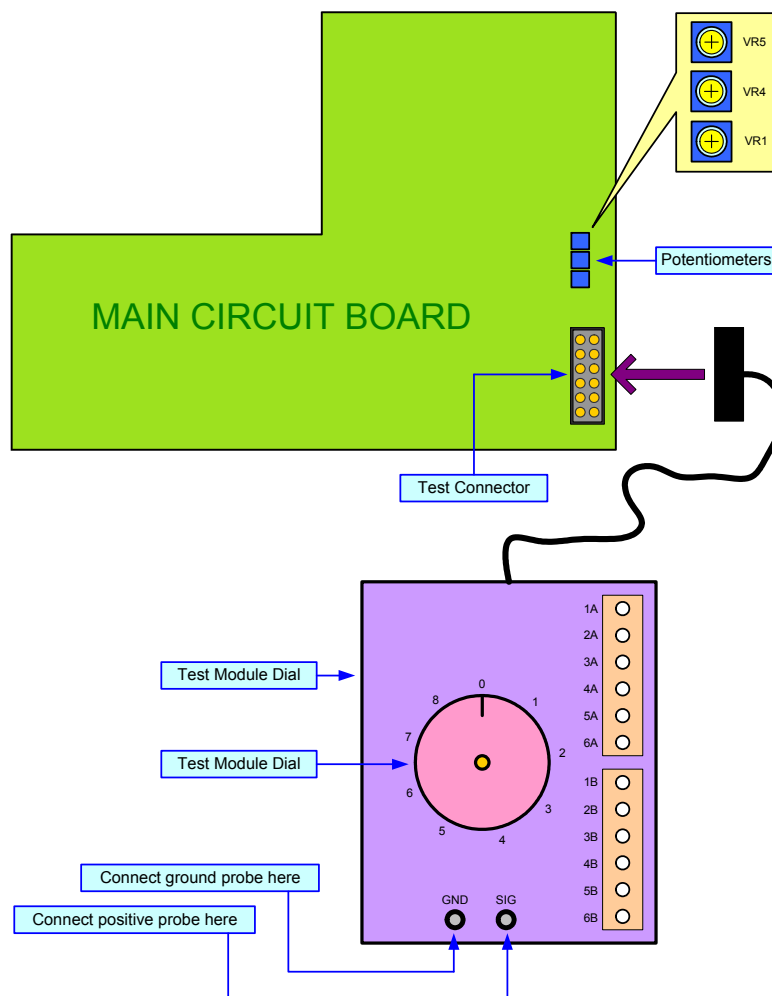 VR5
VR4
VR1
Potentiometers
MAIN CIRCUIT BOARD
Test Connector
1A
2A
3A
4A
5A
6A
Test Module Dial
0
1
2
3
4
5
6
7
8
Test Module Dial
1B
2B
3B
4B
5B
6B
Connect ground probe here
GND
SIG
Connect positive probe here